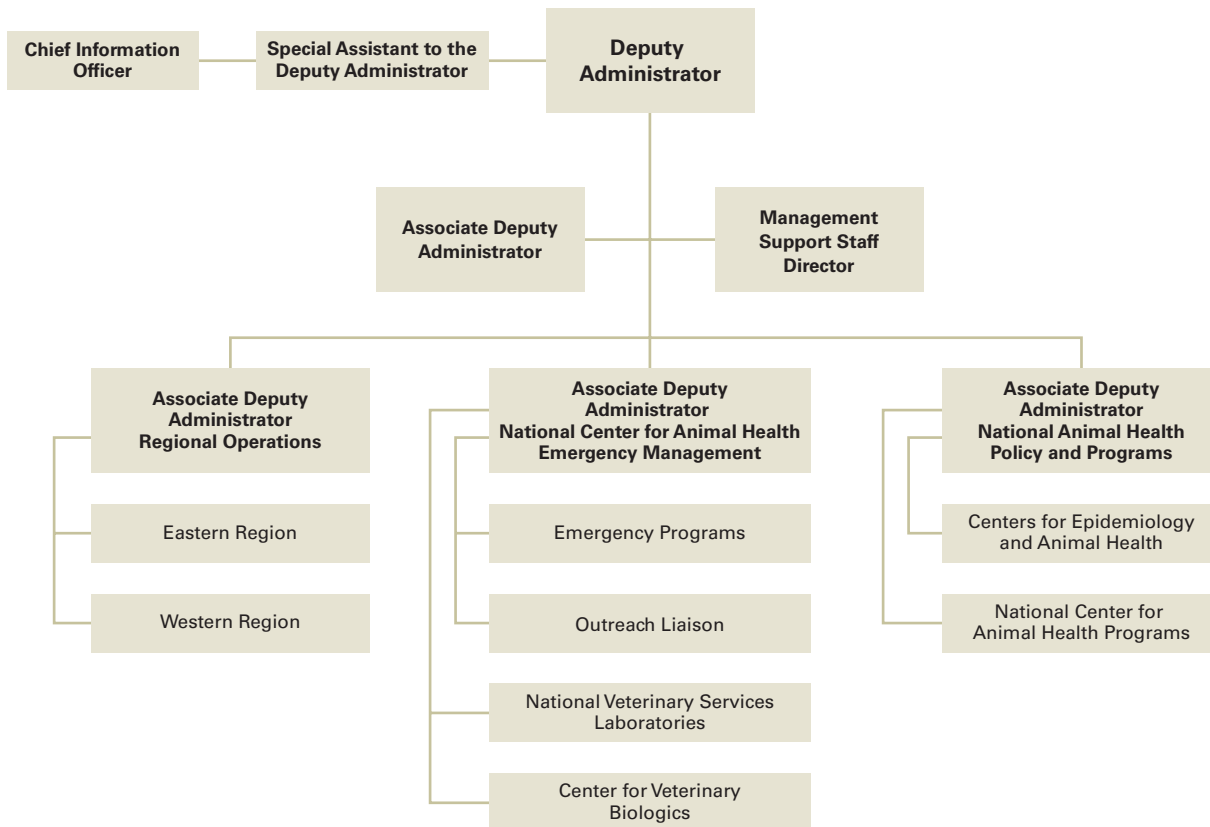 Chief Information
Officer
Special Assistant to the
Deputy Administrator
Deputy
Administrator
Associate Deputy
Administrator
Management
Support Staff
Director
Associate Deputy
Administrator
Regional Operations
Eastern Region
Western Region
Associate Deputy
Administrator
National Center for Animal Health
Emergency Management
Emergency Programs
Outreach Liaison
National Veterinary Services
Laboratories
Center for Veterinary
Biologics
Associate Deputy
Administrator
National Animal Health
Policy and Programs
Centers for Epidemiology
and Animal Health
National Center for
Animal Health Programs